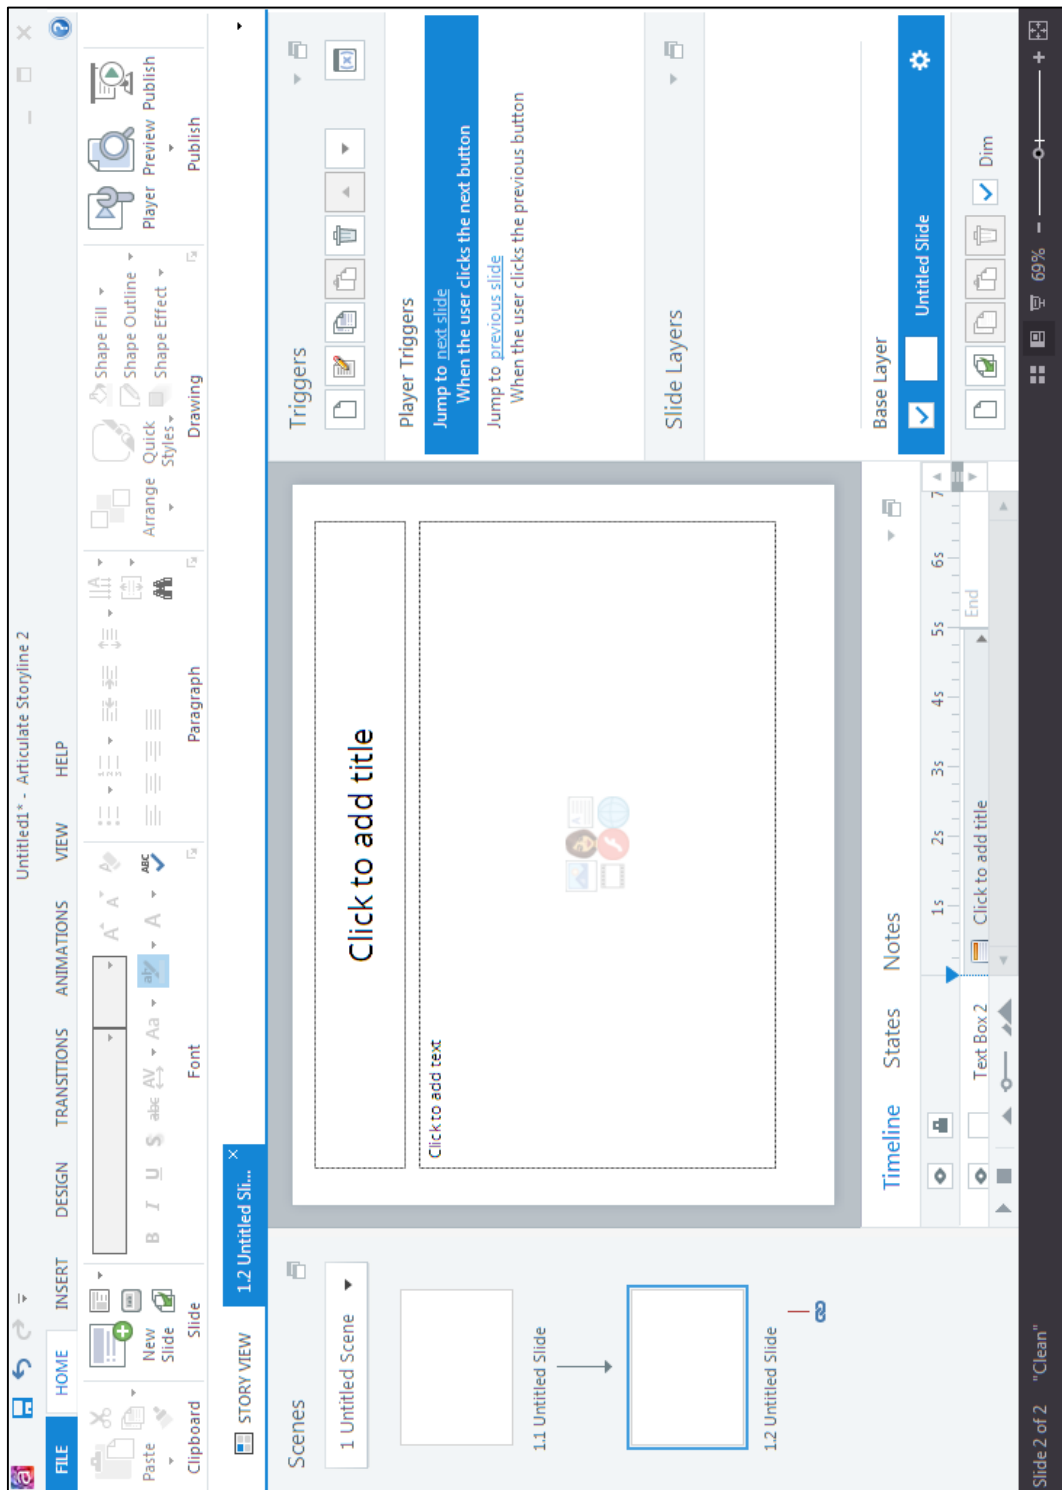 Untitled1* - Articulate Storyline 2
FILE
HOME
INSERT
DESIGN
TRANSITIONS
ANIMATIONS
VIEW
HELP
Paste
Clipboard
New
Slide
Slide
B I U S abc AV Aa
A A
ab
A
ABC
Font
Paragraph
Arrange
Quick
Styles
Shape Fill
Shape Outline
Shape Effect
Drawing
Player
Preview
Publish
Publish
STORY VIEW
1.2 Untitled Sli...
Scenes
1 Untitled Scene
1.1 Untitled Slide
1.2 Untitled Slide
Click to add title
Click to add text
Triggers
Player Triggers
Jump to next slide
When the user clicks the next button
Jump to previous slide
When the user clicks the previous button
Slide Layers
Base Layer
Untitled Slide
Dim
Timeline
States
Notes
1s 2s 3s 4s 5s 6s 7
End
Text Box 2
Click to add title
Slide 2 of 2
"Clean"
69%